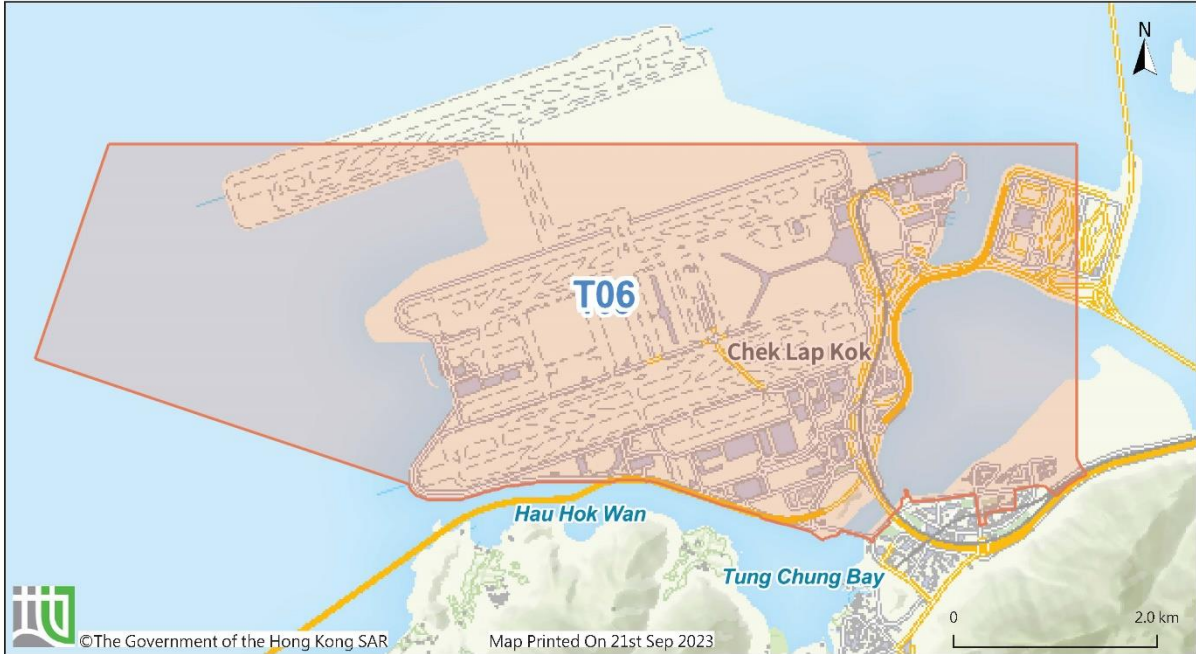 N
T06
Chek Lap Kok
Hau Hok Wan
Tung Chung Bay
0 2.0 km
©The Government of the Hong Kong SAR Map Printed On 21st Sep 2023